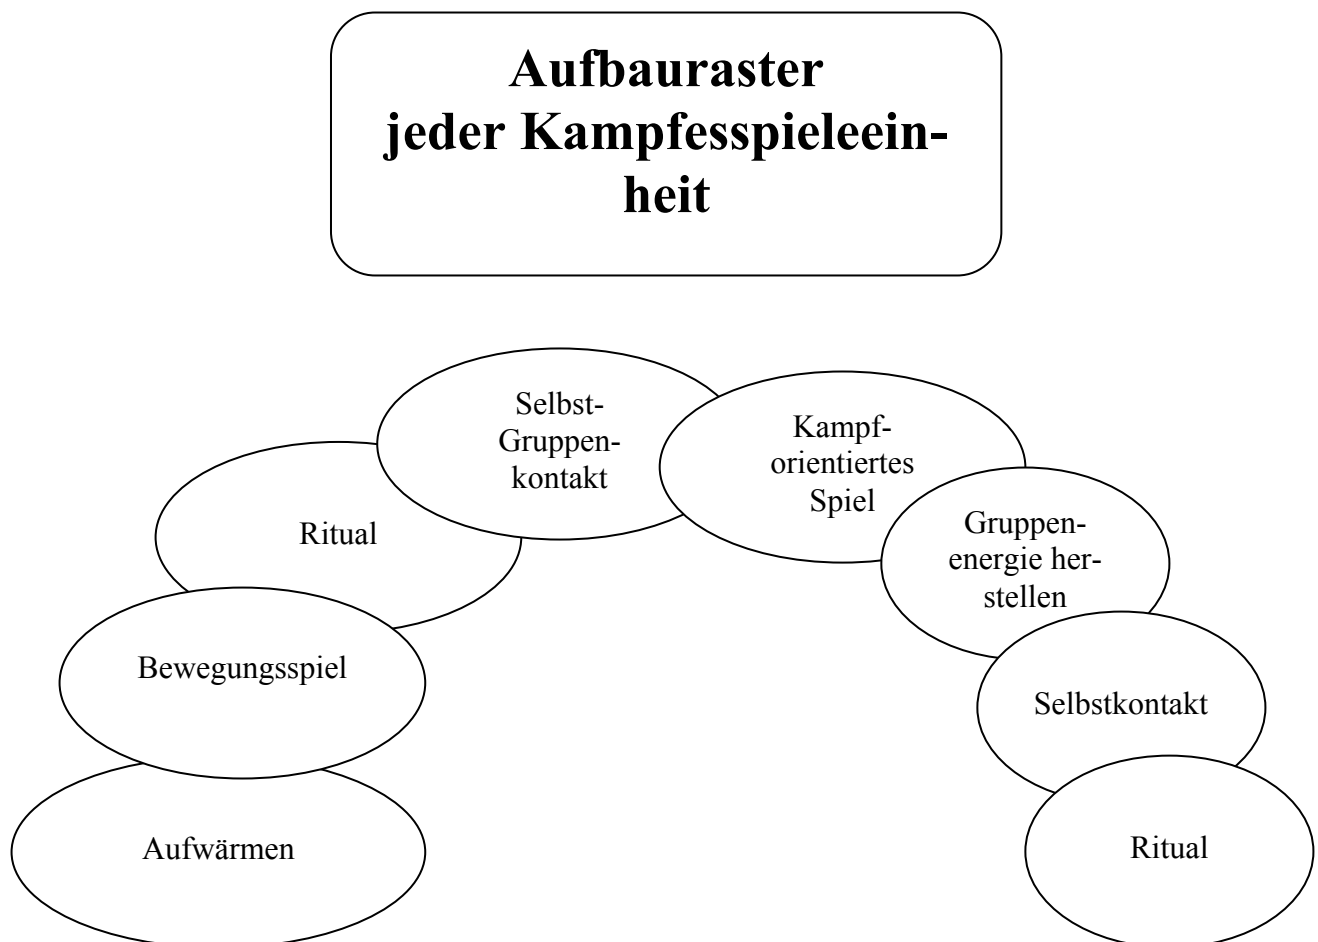 Aufbauraster
jeder Kampfesspieleein-
heit
Selbst-
Gruppen-
kontakt
Kampf-
orientiertes
Spiel
Ritual
Gruppen-
energie her-
stellen
Bewegungsspiel
Selbstkontakt
Aufwärmen
Ritual